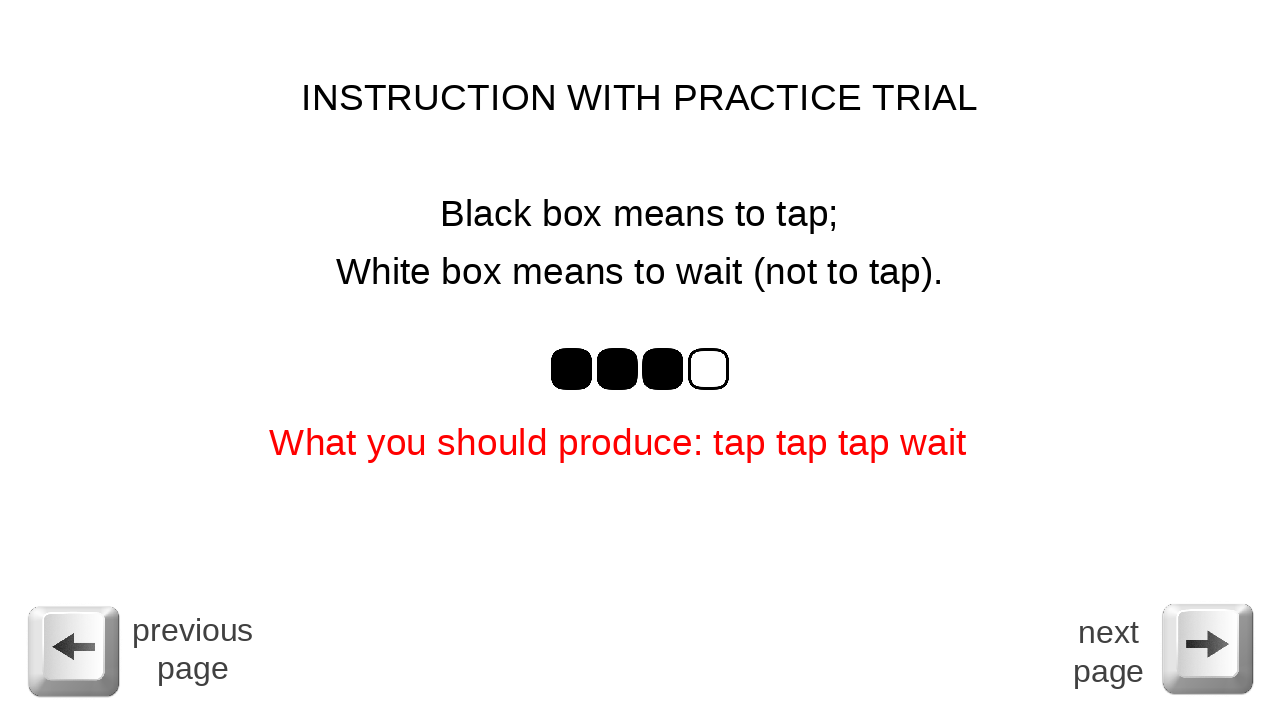 INSTRUCTION WITH PRACTICE TRIAL
Black box means to tap;
White box means to wait (not to tap).
What you should produce: tap tap tap wait
previous
page
next
page